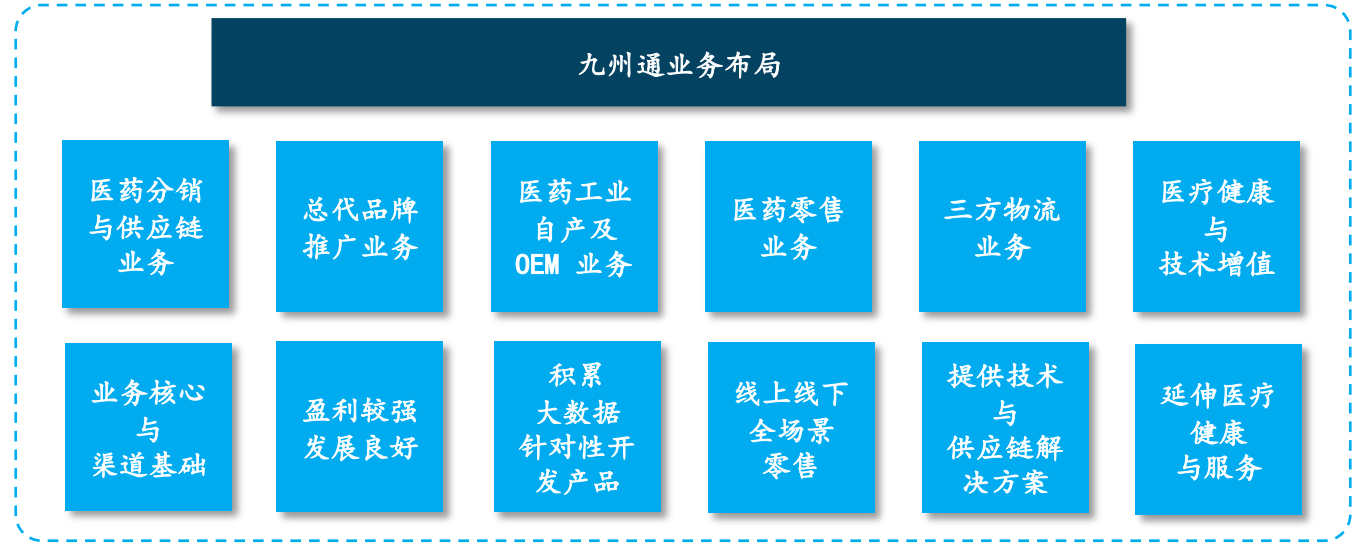 九州通业务布局
医药分销
与供应链
业务
总代品牌
推广业务
医药工业
自产及
OEM 业务
医药零售
业务
三方物流
业务
医疗健康
与
技术增值
业务核心
与
渠道基础
盈利较强
发展良好
积累
大数据
针对性开
发产品
线上线下
全场景
零售
提供技术
与
供应链解
决方案
延伸医疗
健康
与服务